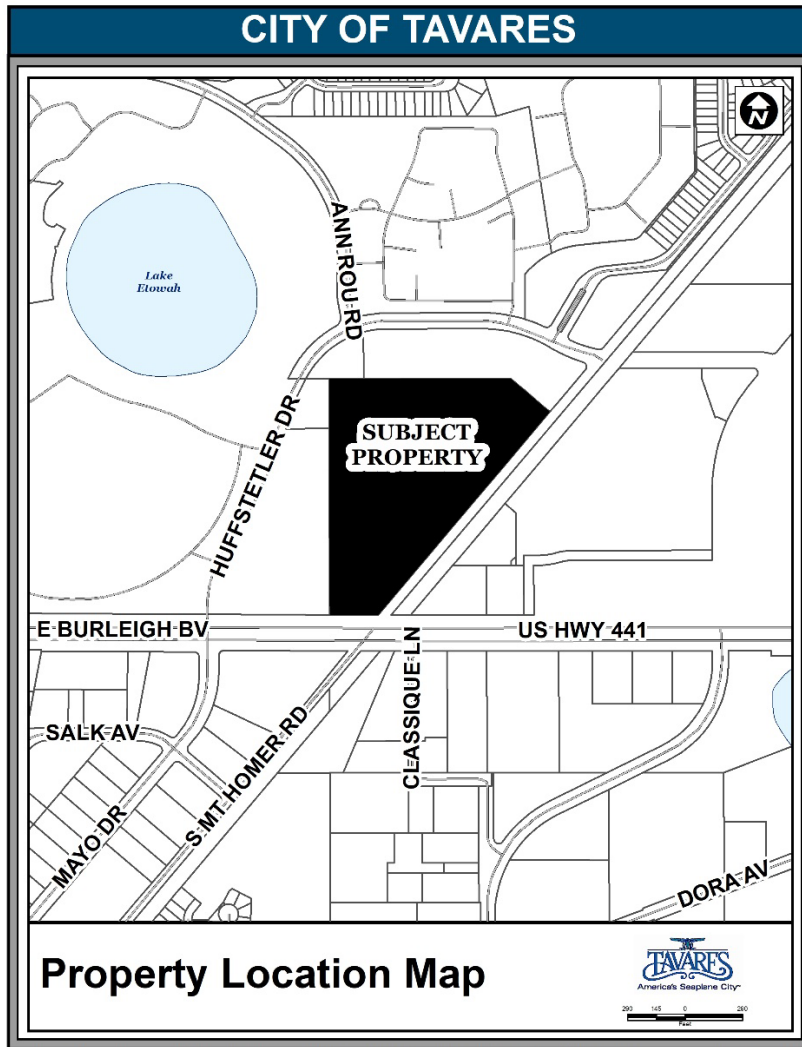 CITY OF TAVARES
N
ANN ROU RD
Lake
Etowah
HUFFSTETLER DR
SUBJECT
PROPERTY
E BURLEIGH BV
US HWY 441
CLASSIQUE LN
SALK AV
S MT HOMER RD
MAYO DR
DORA AV
Property Location Map
TAVARES
America's Seaplane City
290 145 0 290
Feet